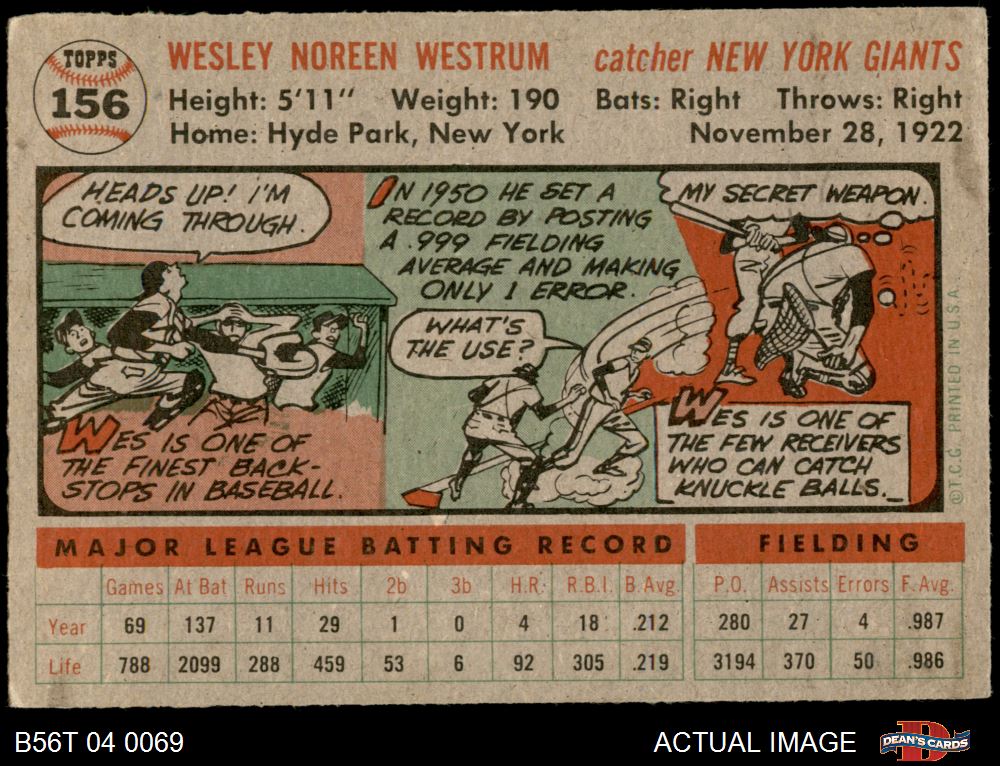 TOPPS
156
WESLEY NOREEN WESTRUM
catcher NEW YORK GIANTS
Height: 5'11" Weight: 190 Bats: Right Throws: Right
Home: Hyde Park, New York November 28, 1922
HEADS UP! I'M
COMING THROUGH.
WES IS ONE OF
THE FINEST BACK-
STOPS IN BASEBALL.
IN 1950 HE SET A
RECORD BY POSTING
A .999 FIELDING
AVERAGE AND MAKING
ONLY 1 ERROR.
WHAT'S
THE USE?
MY SECRET WEAPON.
WES IS ONE OF
THE FEW RECEIVERS
WHO CAN CATCH
KNUCKLE BALLS.
©T.C.G. PRINTED IN U.S.A.
MAJOR LEAGUE BATTING RECORD FIELDING
Games At Bat Runs Hits 2b 3b H.R. R.B.I. B.Avg. P.O. Assists Errors F.Avg.
Year 69 137 11 29 1 0 4 18 .212 280 27 4 .987
Life 788 2099 288 459 53 6 92 305 .219 3194 370 50 .986
B56T 04 0069 ACTUAL IMAGE
DEAN'S CARDS